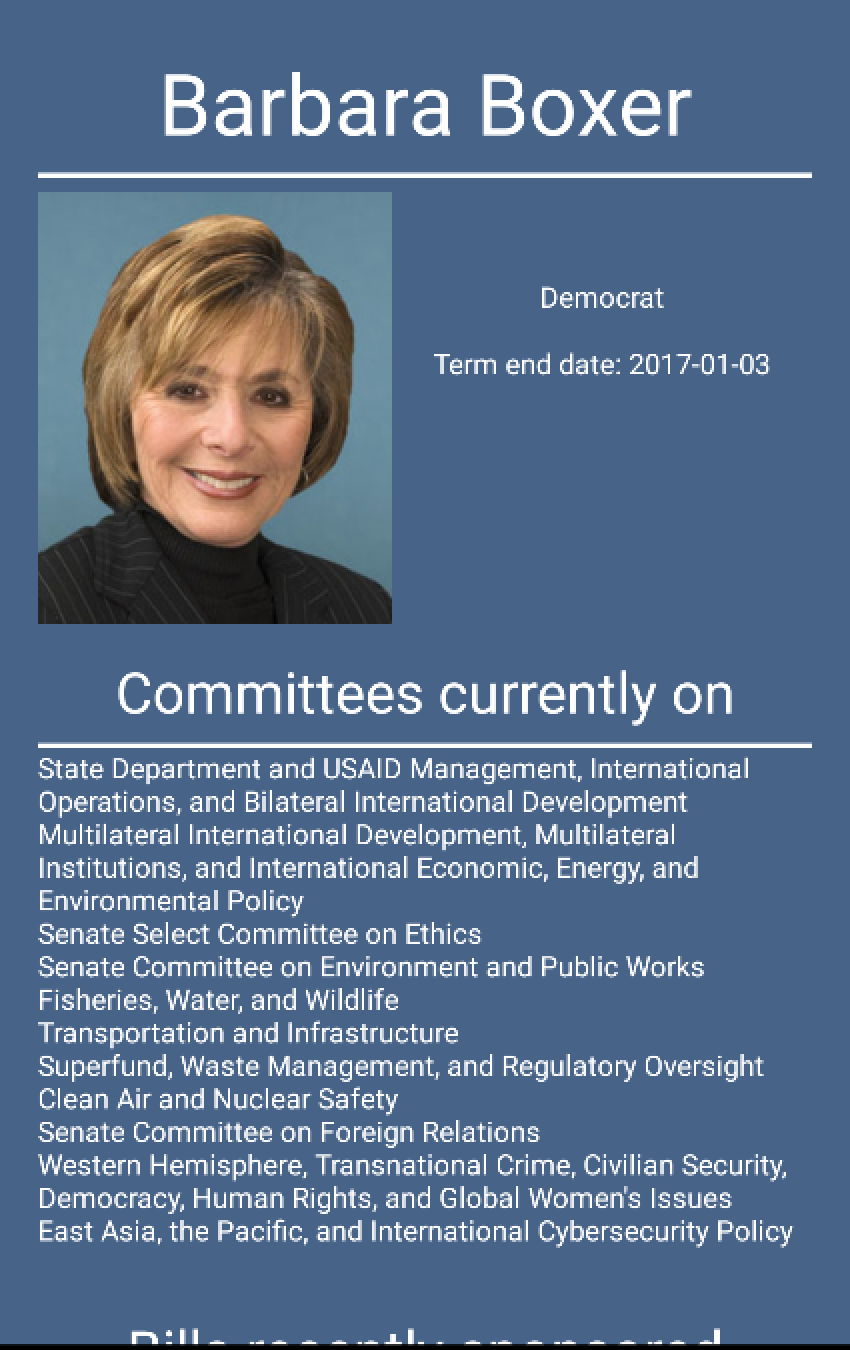 Barbara Boxer
Democrat
Term end date: 2017-01-03
Committees currently on
State Department and USAID Management, International
Operations, and Bilateral International Development
Multilateral International Development, Multilateral
Institutions, and International Economic, Energy, and
Environmental Policy
Senate Select Committee on Ethics
Senate Committee on Environment and Public Works
Fisheries, Water, and Wildlife
Transportation and Infrastructure
Superfund, Waste Management, and Regulatory Oversight
Clean Air and Nuclear Safety
Senate Committee on Foreign Relations
Western Hemisphere, Transnational Crime, Civilian Security,
Democracy, Human Rights, and Global Women's Issues
East Asia, the Pacific, and International Cybersecurity Policy
Bills recently sponsored